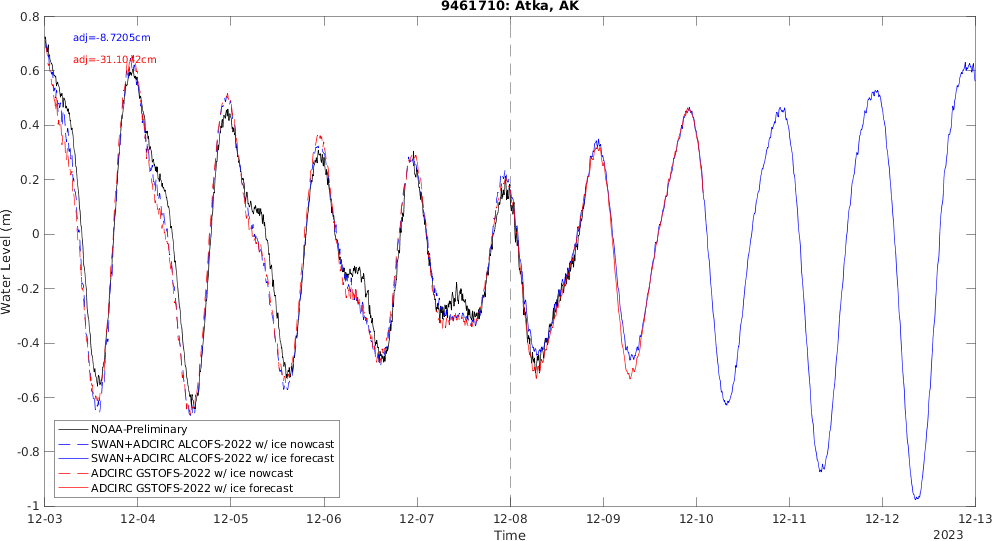 9461710: Atka, AK
adj=-8.7205cm
adj=-31.1042cm
Water Level (m)
0.8
0.6
0.4
0.2
0
-0.2
-0.4
-0.6
-0.8
-1
NOAA-Preliminary
SWAN+ADCIRC ALCOFS-2022 w/ ice nowcast
SWAN+ADCIRC ALCOFS-2022 w/ ice forecast
ADCIRC GSTOFS-2022 w/ ice nowcast
ADCIRC GSTOFS-2022 w/ ice forecast
12-03 12-04 12-05 12-06 12-07 12-08 12-09 12-10 12-11 12-12 12-13
Time
2023